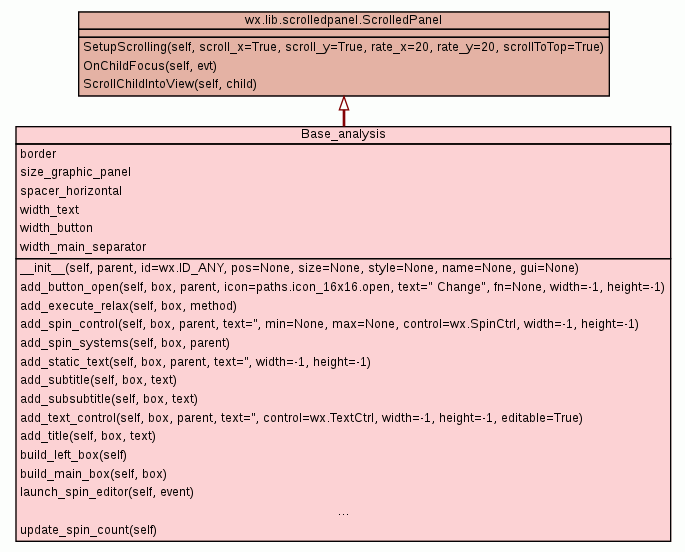 wx.lib.scrolledpanel.ScrolledPanel
SetupScrolling(self, scroll_x=True, scroll_y=True, rate_x=20, rate_y=20, scrollToTop=True)
OnChildFocus(self, evt)
ScrollChildIntoView(self, child)
Base_analysis
border
size_graphic_panel
spacer_horizontal
width_text
width_button
width_main_separator
__init__(self, parent, id=wx.ID_ANY, pos=None, size=None, style=None, name=None, gui=None)
add_button_open(self, box, parent, icon=paths.icon_16x16.open, text=" Change", fn=None, width=-1, height=-1)
add_execute_relax(self, box, method)
add_spin_control(self, box, parent, text='', min=None, max=None, control=wx.SpinCtrl, width=-1, height=-1)
add_spin_systems(self, box, parent)
add_static_text(self, box, parent, text='', width=-1, height=-1)
add_subtitle(self, box, text)
add_subsubtitle(self, box, text)
add_text_control(self, box, parent, text='', control=wx.TextCtrl, width=-1, height=-1, editable=True)
add_title(self, box, text)
build_left_box(self)
build_main_box(self, box)
launch_spin_editor(self, event)
...
update_spin_count(self)